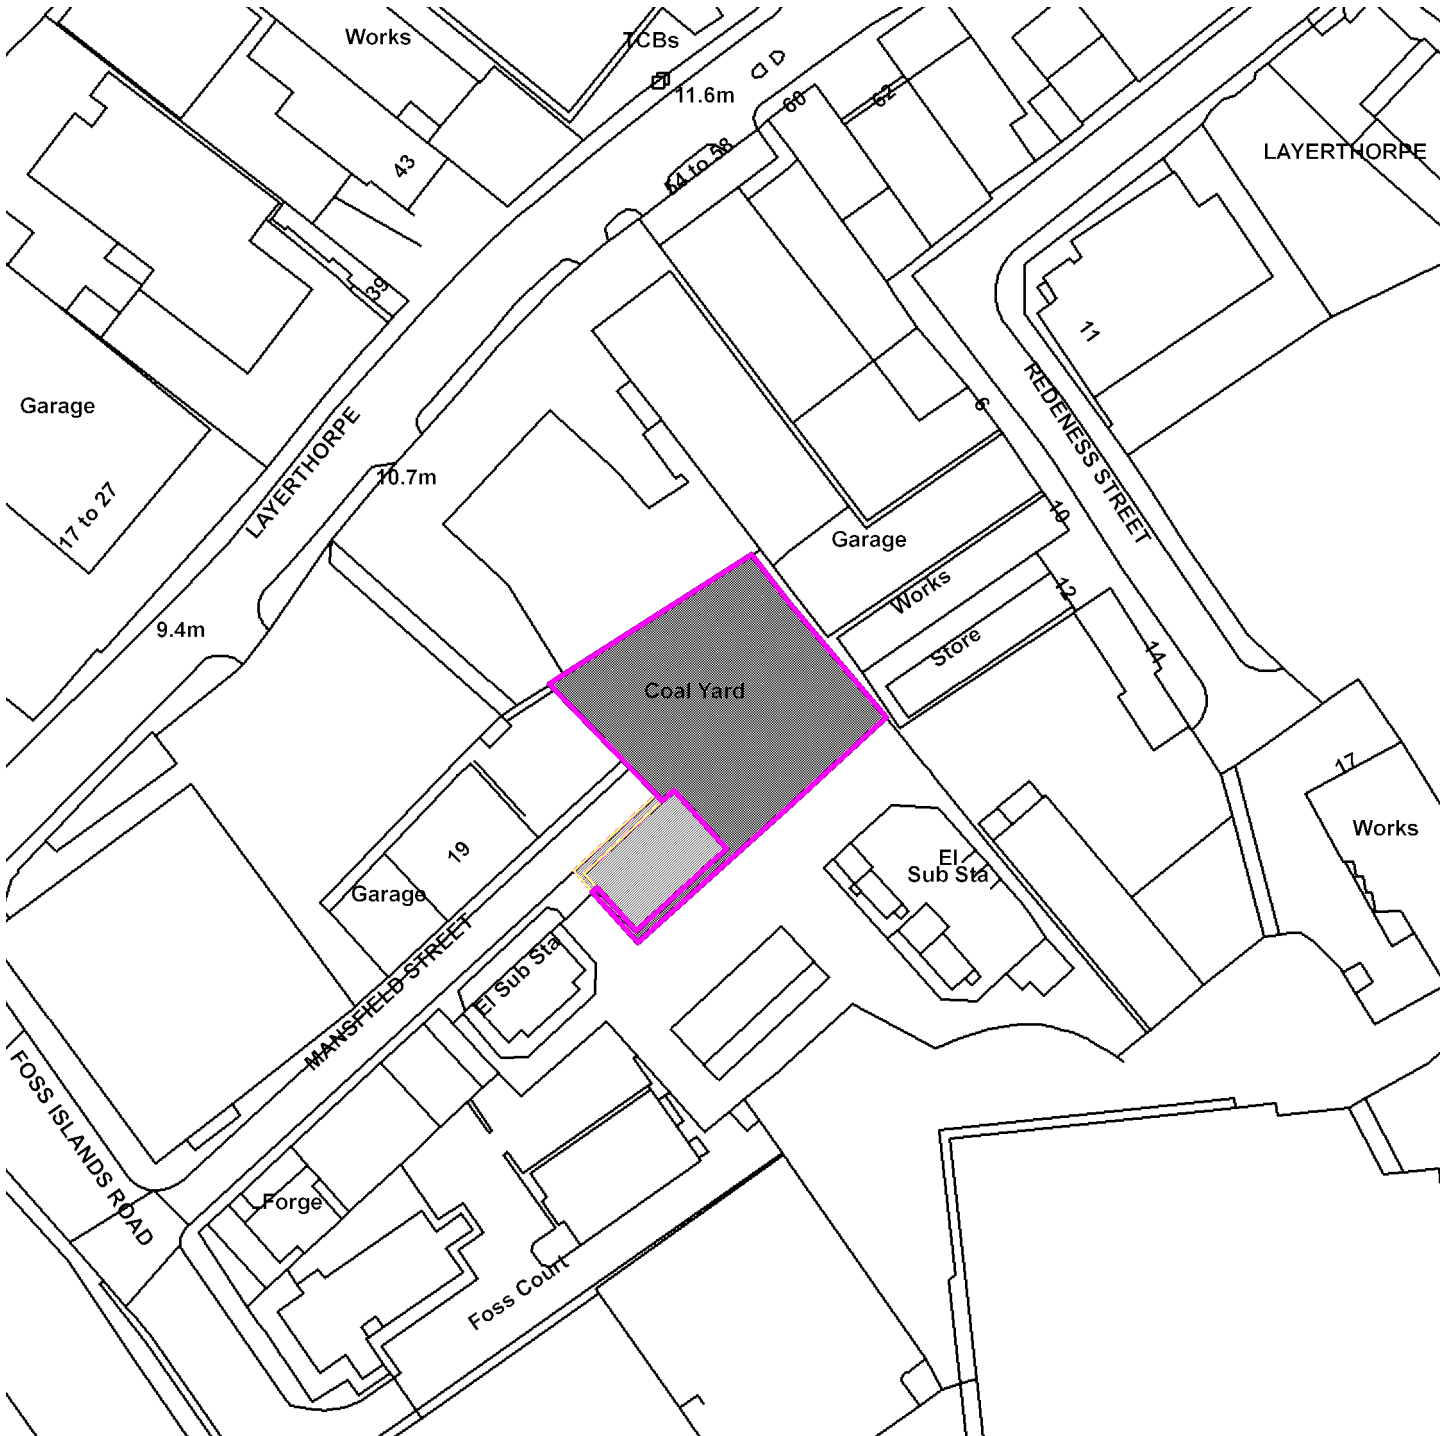 Works
TCBs
11.6m
60
62
54 to 58
LAYERTHORPE
43
39
11
Garage
17 to 27
LAYERTHORPE
10.7m
6
REDENESS STREET
10
Garage
Works
12
Store
14
9.4m
Coal Yard
17
Works
El
Sub Sta
19
Garage
MANSFIELD STREET
El Sub Sta
FOSS ISLANDS ROAD
Forge
Foss Court